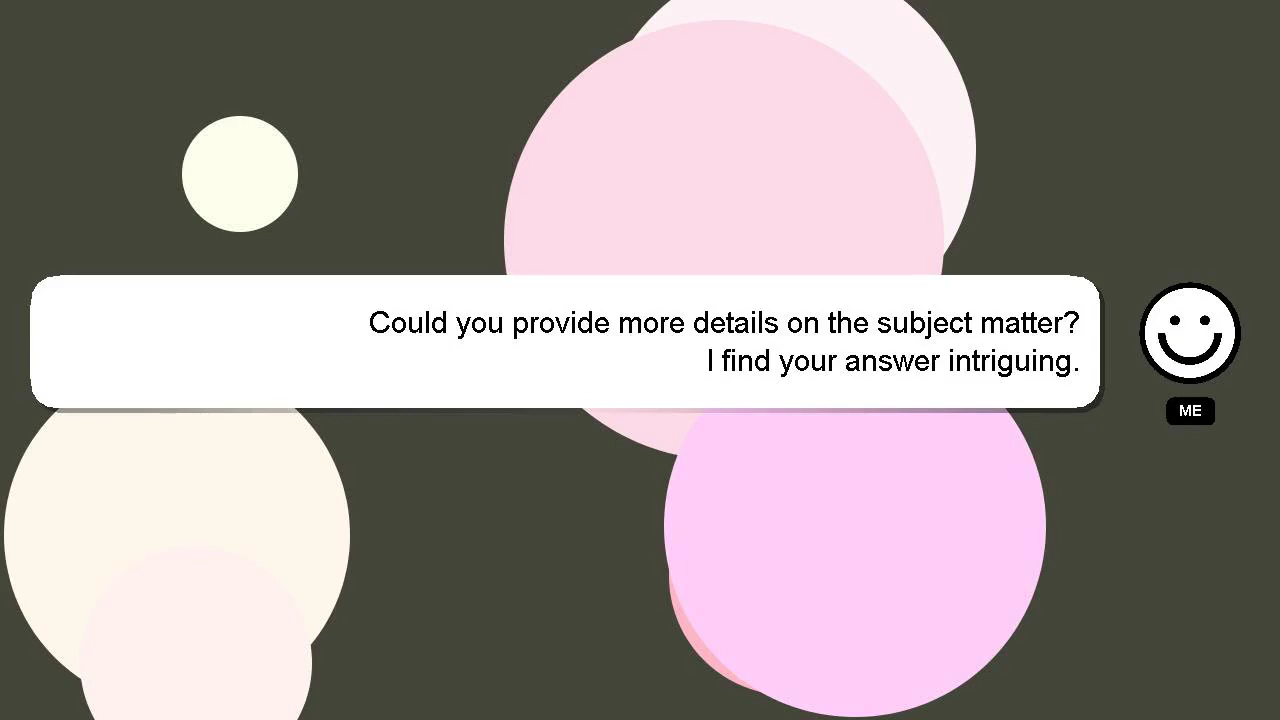 Could you provide more details on the subject matter?
I find your answer intriguing.
ME